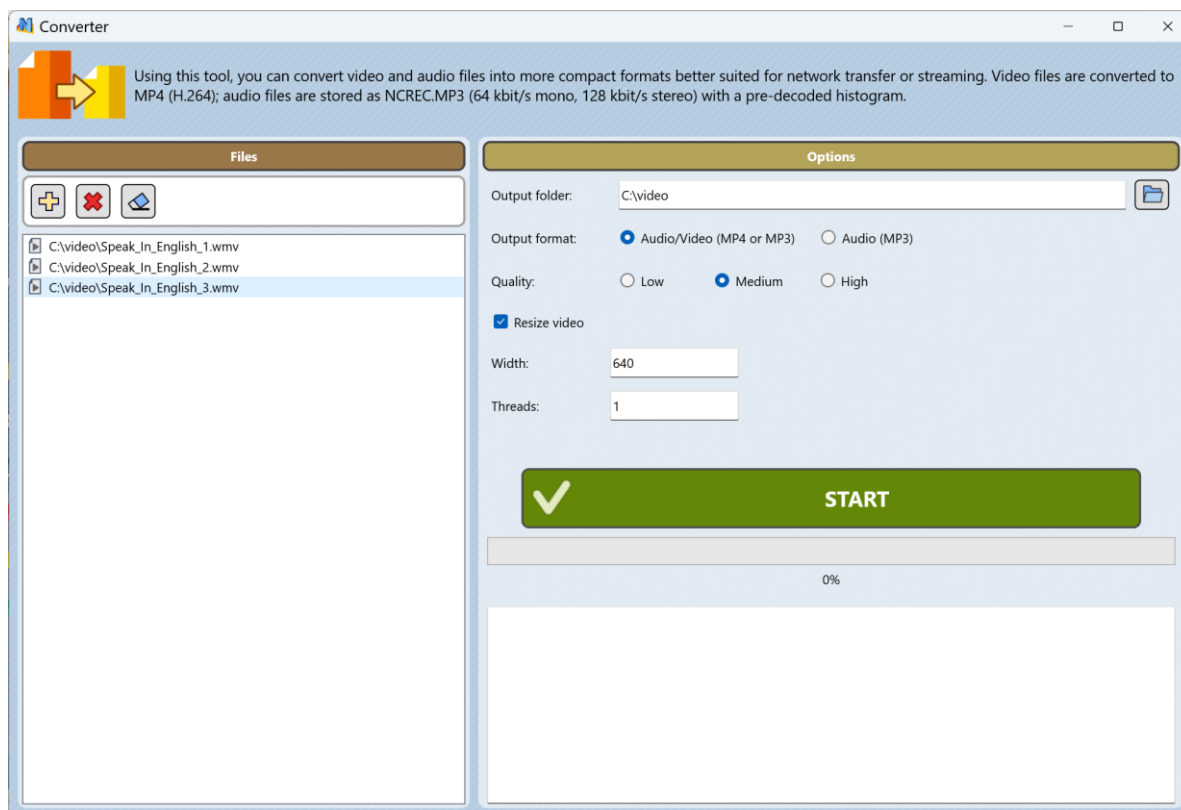 Converter
Using this tool, you can convert video and audio files into more compact formats better suited for network transfer or streaming. Video files are converted to
MP4 (H.264); audio files are stored as NCREC.MP3 (64 kbit/s mono, 128 kbit/s stereo) with a pre-decoded histogram.
Files
C:\video\Speak_In_English_1.wmv
C:\video\Speak_In_English_2.wmv
C:\video\Speak_In_English_3.wmv
Options
Output folder: C:\video
Output format: Audio/Video (MP4 or MP3) Audio (MP3)
Quality: Low Medium High
Resize video
Width: 640
Threads: 1
START
0%